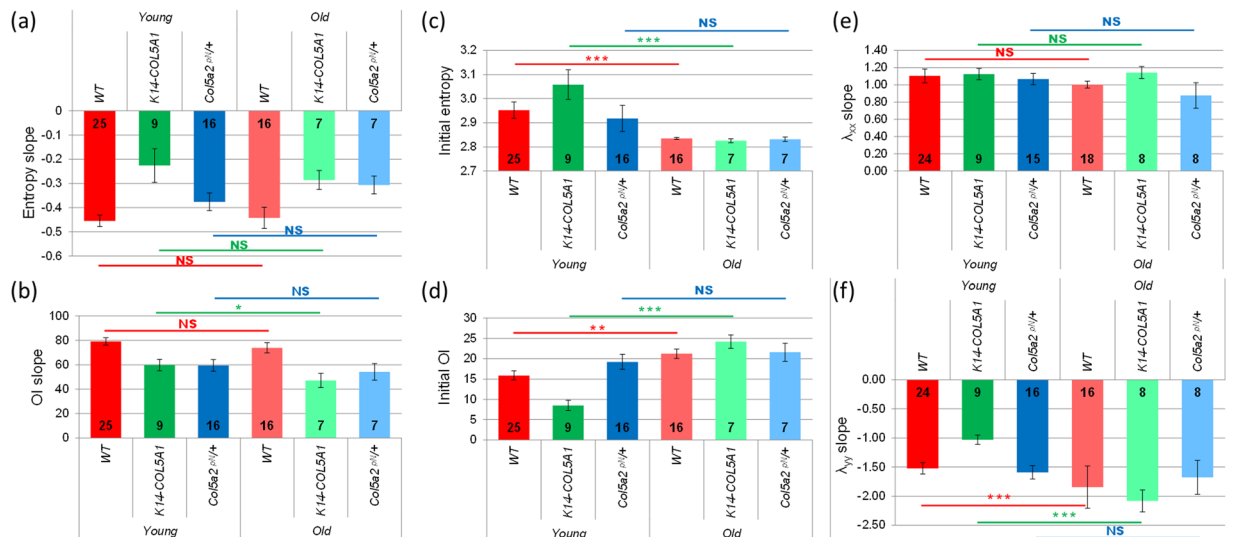 (a)
Young
Old
WT
K14-COL5A1
Col5a2 pN/+
WT
K14-COL5A1
Col5a2 pN/+
0
-0.1
-0.2
-0.3
-0.4
-0.5
-0.6
Entropy slope
25
9
16
16
7
7
NS
NS
NS
(b)
NS
*
NS
100
80
60
40
20
0
OI slope
25
9
16
16
7
7
WT
K14-COL5A1
Col5a2 pN/+
WT
K14-COL5A1
Col5a2 pN/+
Young
Old
(c)
NS
***
***
3.2
3.1
3.0
2.9
2.8
2.7
Initial entropy
25
9
16
16
7
7
WT
K14-COL5A1
Col5a2 pN/+
WT
K14-COL5A1
Col5a2 pN/+
Young
Old
(d)
NS
***
**
30
25
20
15
10
5
0
Initial OI
25
9
16
16
7
7
WT
K14-COL5A1
Col5a2 pN/+
WT
K14-COL5A1
Col5a2 pN/+
Young
Old
(e)
NS
NS
NS
1.40
1.20
1.00
0.80
0.60
0.40
0.20
0.00
λxx slope
24
9
15
18
8
8
WT
K14-COL5A1
Col5a2 pN/+
WT
K14-COL5A1
Col5a2 pN/+
Young
Old
(f)
Young
Old
WT
K14-COL5A1
Col5a2 pN/+
WT
K14-COL5A1
Col5a2 pN/+
0.00
-0.50
-1.00
-1.50
-2.00
-2.50
λyy slope
24
9
16
16
8
8
***
***
NS